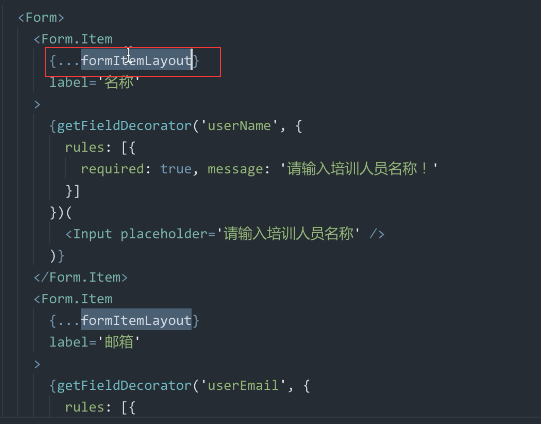 <Form>
<Form.Item
{...formItemLayout}
label='名称'
>
{getFieldDecorator('userName', {
rules: [{
required: true, message: '请输入培训人员名称！'
}]
})(
<Input placeholder='请输入培训人员名称' />
)}
</Form.Item>
<Form.Item
{...formItemLayout}
label='邮箱'
>
{getFieldDecorator('userEmail', {
rules: [{